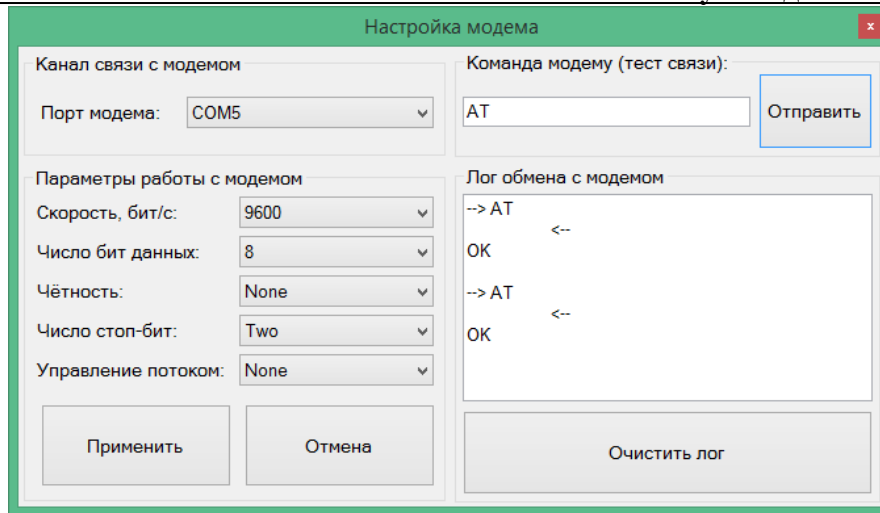 Настройка модема
x
Канал связи с модемом
Порт модема: COM5
Команда модему (тест связи):
AT
Отправить
Параметры работы с модемом
Скорость, бит/с: 9600
Число бит данных: 8
Чётность: None
Число стоп-бит: Two
Управление потоком: None
Применить
Отмена
Лог обмена с модемом
--> AT
<--
OK
--> AT
<--
OK
Очистить лог